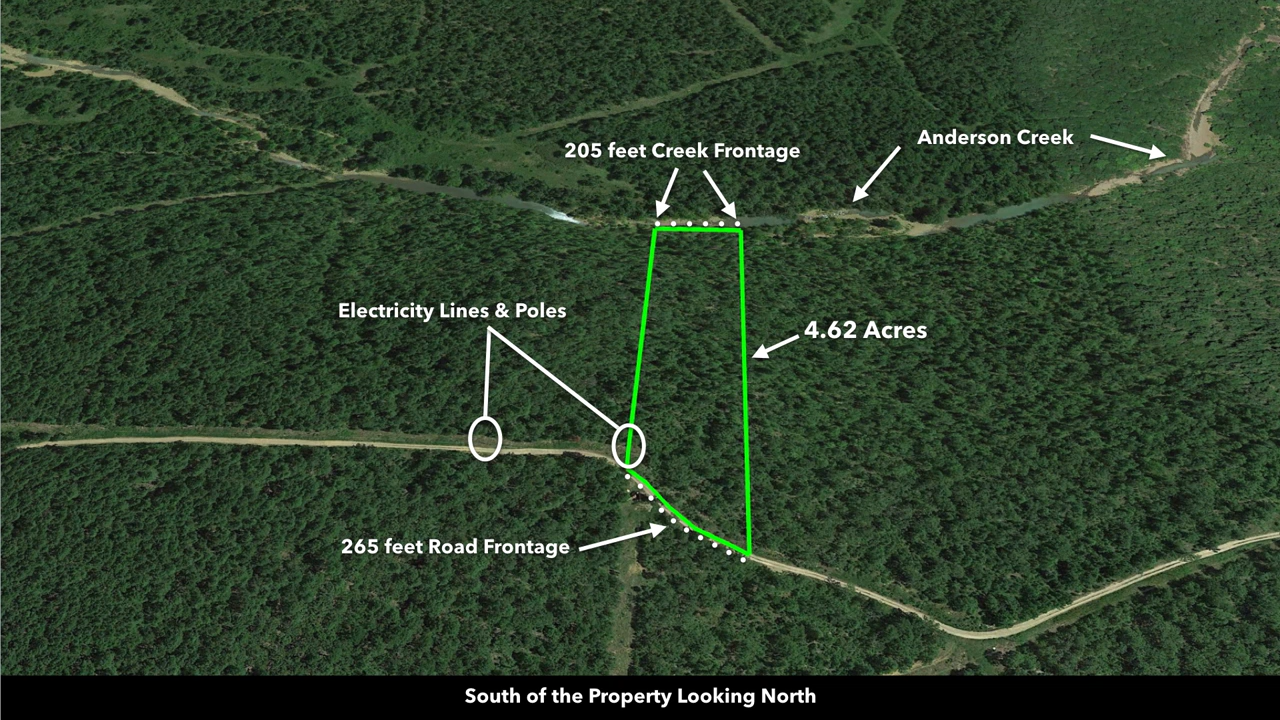 Anderson Creek
205 feet Creek Frontage
Electricity Lines & Poles
4.62 Acres
265 feet Road Frontage
South of the Property Looking North